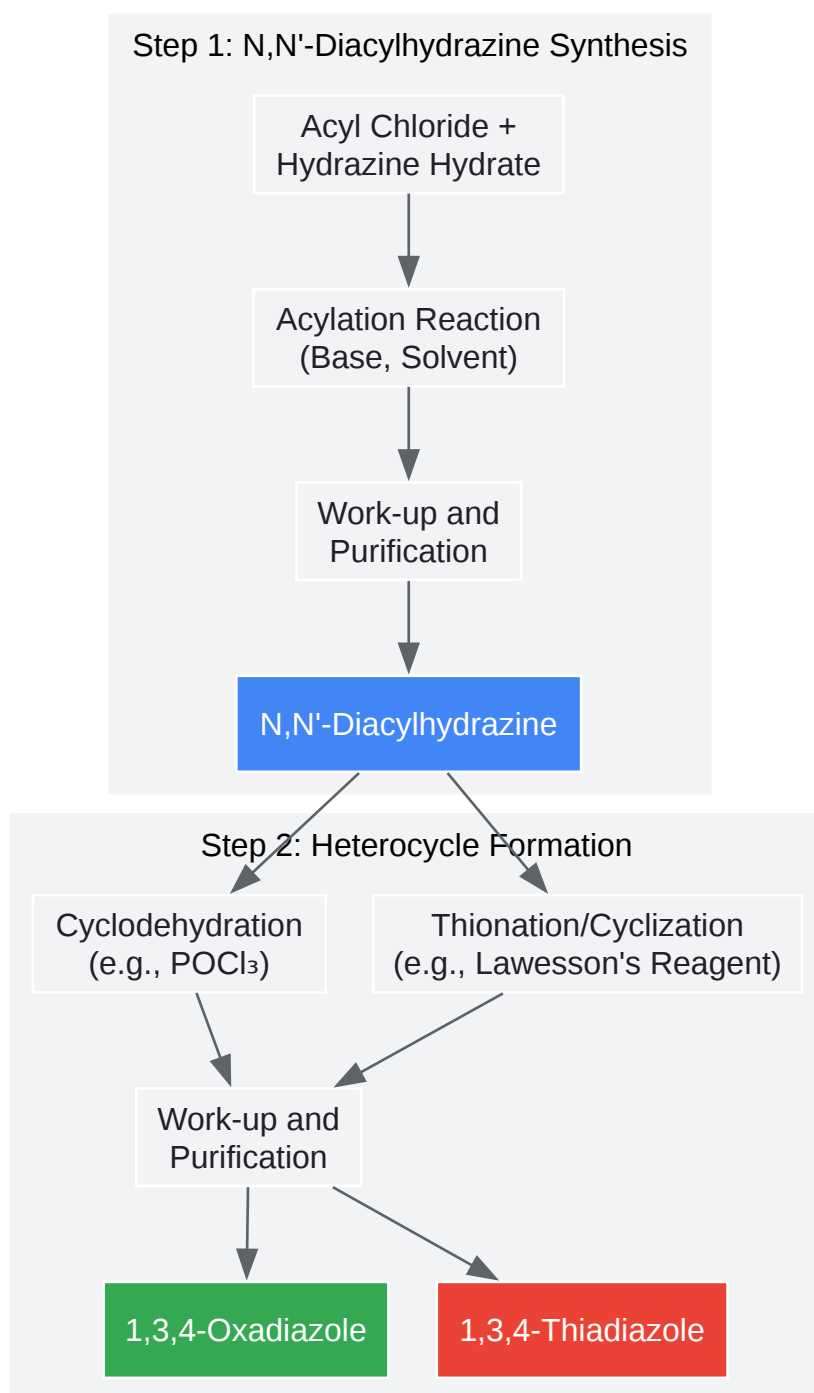 Step 1: N,N'-Diacylhydrazine Synthesis
Acyl Chloride +
Hydrazine Hydrate
Acylation Reaction
(Base, Solvent)
Work-up and
Purification
N,N'-Diacylhydrazine
Step 2: Heterocycle Formation
Cyclodehydration
(e.g., POCl₃)
Thionation/Cyclization
(e.g., Lawesson's Reagent)
Work-up and
Purification
1,3,4-Oxadiazole
1,3,4-Thiadiazole